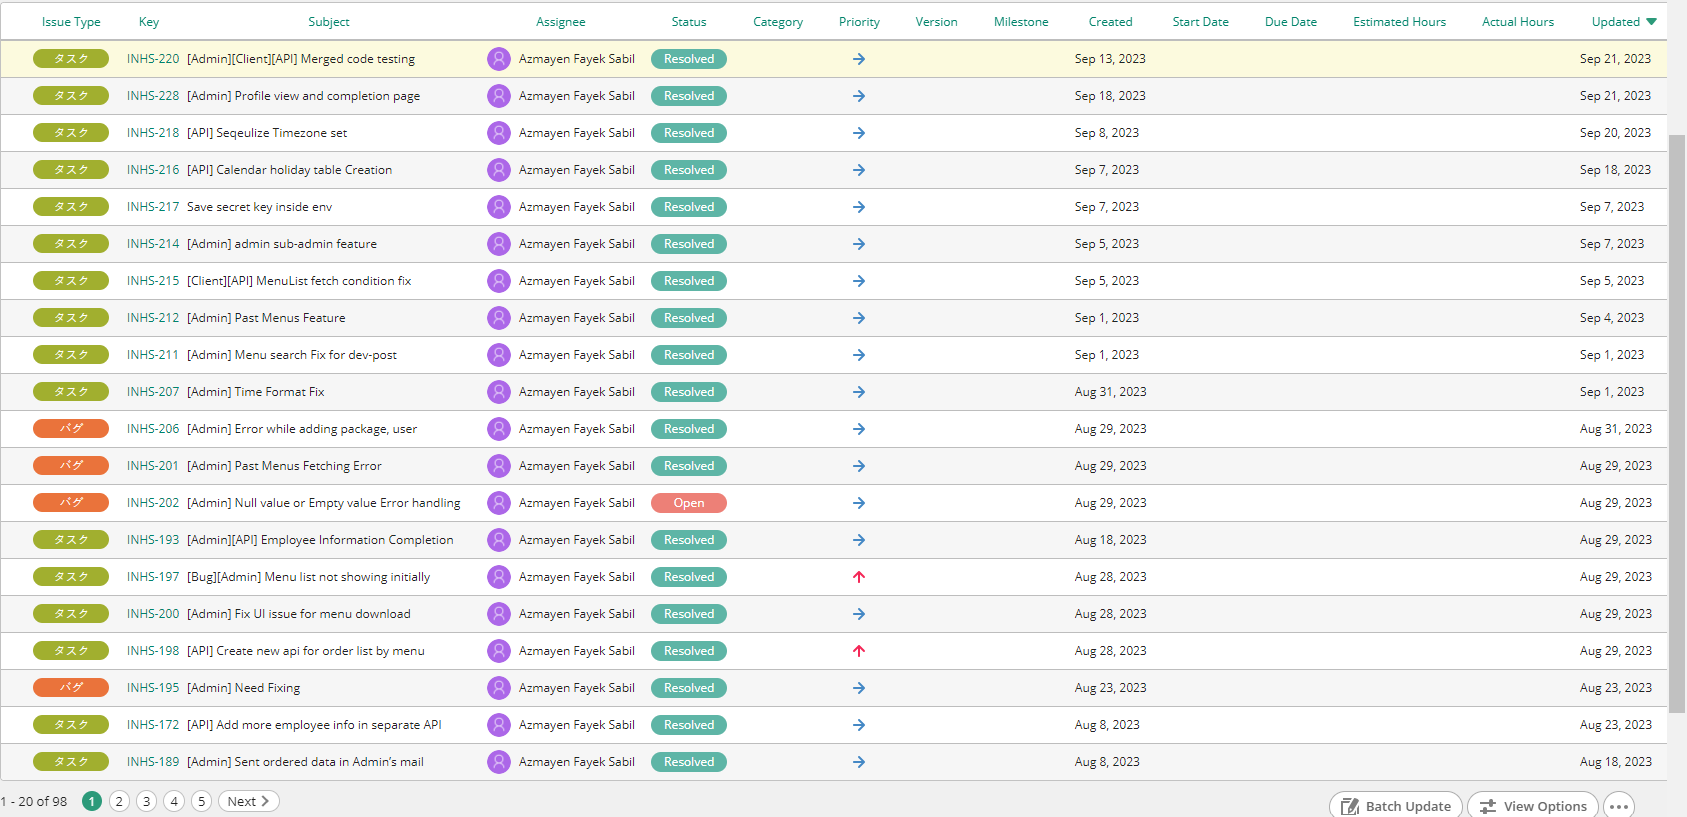 Issue Type Key Subject Assignee Status Category Priority Version Milestone Created Start Date Due Date Estimated Hours Actual Hours Updated
タスク INHS-220 [Admin][Client][API] Merged code testing Azmayen Fayek Sabil Resolved Sep 13, 2023 Sep 21, 2023
タスク INHS-228 [Admin] Profile view and completion page Azmayen Fayek Sabil Resolved Sep 18, 2023 Sep 21, 2023
タスク INHS-218 [API] Seqeulize Timezone set Azmayen Fayek Sabil Resolved Sep 8, 2023 Sep 20, 2023
タスク INHS-216 [API] Calendar holiday table Creation Azmayen Fayek Sabil Resolved Sep 7, 2023 Sep 18, 2023
タスク INHS-217 Save secret key inside env Azmayen Fayek Sabil Resolved Sep 7, 2023 Sep 7, 2023
タスク INHS-214 [Admin] admin sub-admin feature Azmayen Fayek Sabil Resolved Sep 5, 2023 Sep 7, 2023
タスク INHS-215 [Client][API] MenuList fetch condition fix Azmayen Fayek Sabil Resolved Sep 5, 2023 Sep 5, 2023
タスク INHS-212 [Admin] Past Menus Feature Azmayen Fayek Sabil Resolved Sep 1, 2023 Sep 4, 2023
タスク INHS-211 [Admin] Menu search Fix for dev-post Azmayen Fayek Sabil Resolved Sep 1, 2023 Sep 1, 2023
タスク INHS-207 [Admin] Time Format Fix Azmayen Fayek Sabil Resolved Aug 31, 2023 Sep 1, 2023
バグ INHS-206 [Admin] Error while adding package, user Azmayen Fayek Sabil Resolved Aug 29, 2023 Aug 31, 2023
バグ INHS-201 [Admin] Past Menus Fetching Error Azmayen Fayek Sabil Resolved Aug 29, 2023 Aug 29, 2023
バグ INHS-202 [Admin] Null value or Empty value Error handling Azmayen Fayek Sabil Open Aug 29, 2023 Aug 29, 2023
タスク INHS-193 [Admin][API] Employee Information Completion Azmayen Fayek Sabil Resolved Aug 18, 2023 Aug 29, 2023
タスク INHS-197 [Bug][Admin] Menu list not showing initially Azmayen Fayek Sabil Resolved Aug 28, 2023 Aug 29, 2023
タスク INHS-200 [Admin] Fix UI issue for menu download Azmayen Fayek Sabil Resolved Aug 28, 2023 Aug 29, 2023
タスク INHS-198 [API] Create new api for order list by menu Azmayen Fayek Sabil Resolved Aug 28, 2023 Aug 29, 2023
バグ INHS-195 [Admin] Need Fixing Azmayen Fayek Sabil Resolved Aug 23, 2023 Aug 23, 2023
タスク INHS-172 [API] Add more employee info in separate API Azmayen Fayek Sabil Resolved Aug 8, 2023 Aug 23, 2023
タスク INHS-189 [Admin] Sent ordered data in Admin’s mail Azmayen Fayek Sabil Resolved Aug 8, 2023 Aug 18, 2023
1 - 20 of 98 1 2 3 4 5 Next
Batch Update View Options